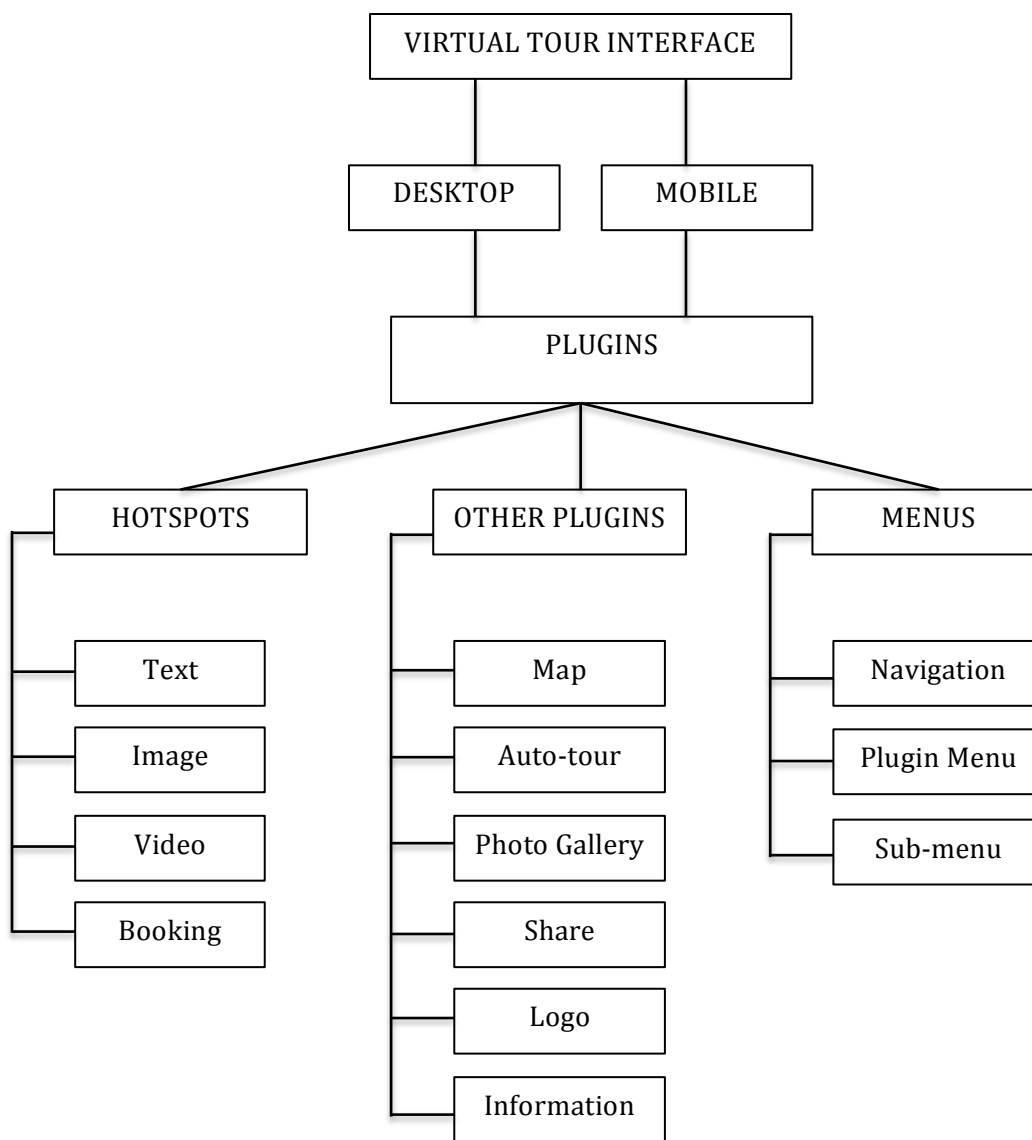 VIRTUAL TOUR INTERFACE
DESKTOP
MOBILE
PLUGINS
HOTSPOTS
OTHER PLUGINS
MENUS
Text
Image
Video
Booking
Map
Auto-tour
Photo Gallery
Share
Logo
Information
Navigation
Plugin Menu
Sub-menu